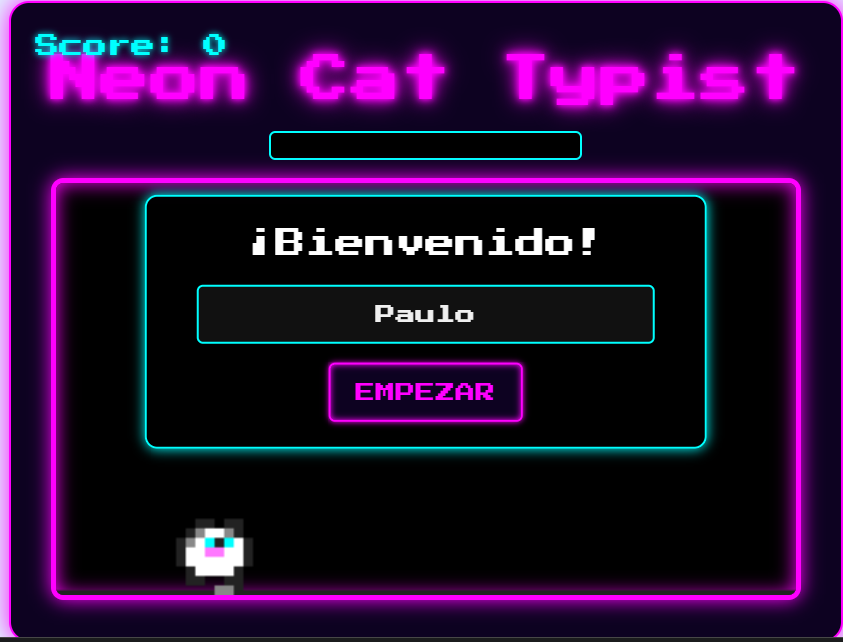 Score: 0
Neon Cat Typist
¡Bienvenido!
Paulo
EMPEZAR